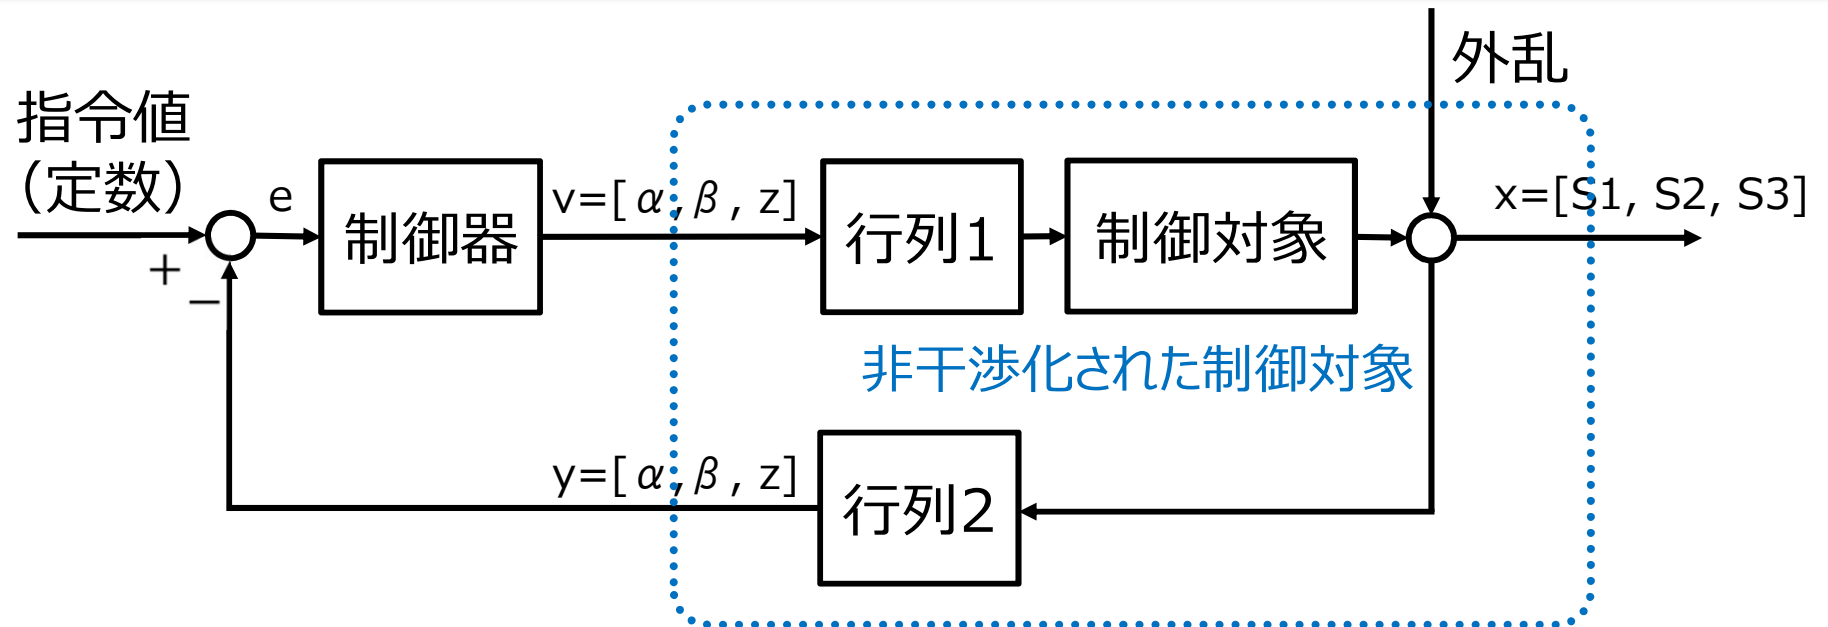 外乱
指令値
（定数）
e
制御器
v=[α,β,z]
行列1
制御対象
x=[S1, S2, S3]
+
−
非干渉化された制御対象
y=[α,β,z]
行列2